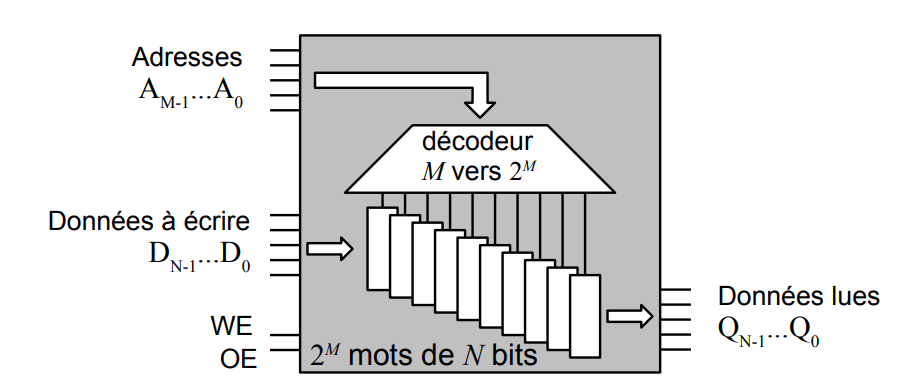 Adresses
A_{M-1}...A_0
décodeur
M vers 2^M
Données à écrire
D_{N-1}...D_0
Données lues
Q_{N-1}...Q_0
WE
OE
2^M mots de N bits